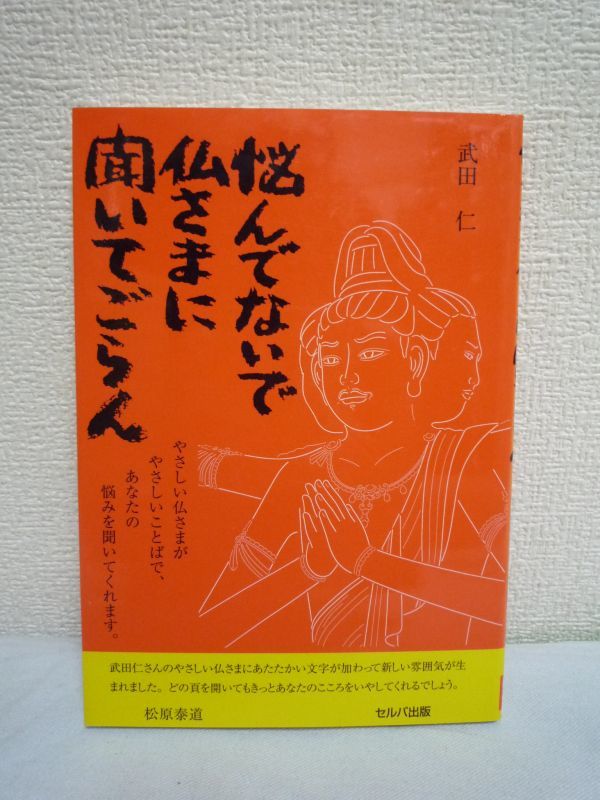 武田 仁
悩んでないで
仏さまに
聞いてごらん
やさしい仏さまが
やさしいことばで、
あなたの
悩みを聞いてくれます。
武田仁さんのやさしい仏さまにあたたかい文字が加わって新しい雰囲気が生
まれました。どの頁を開いてもきっとあなたのこころをいやしてくれるでしょう。
松原泰道
セルバ出版